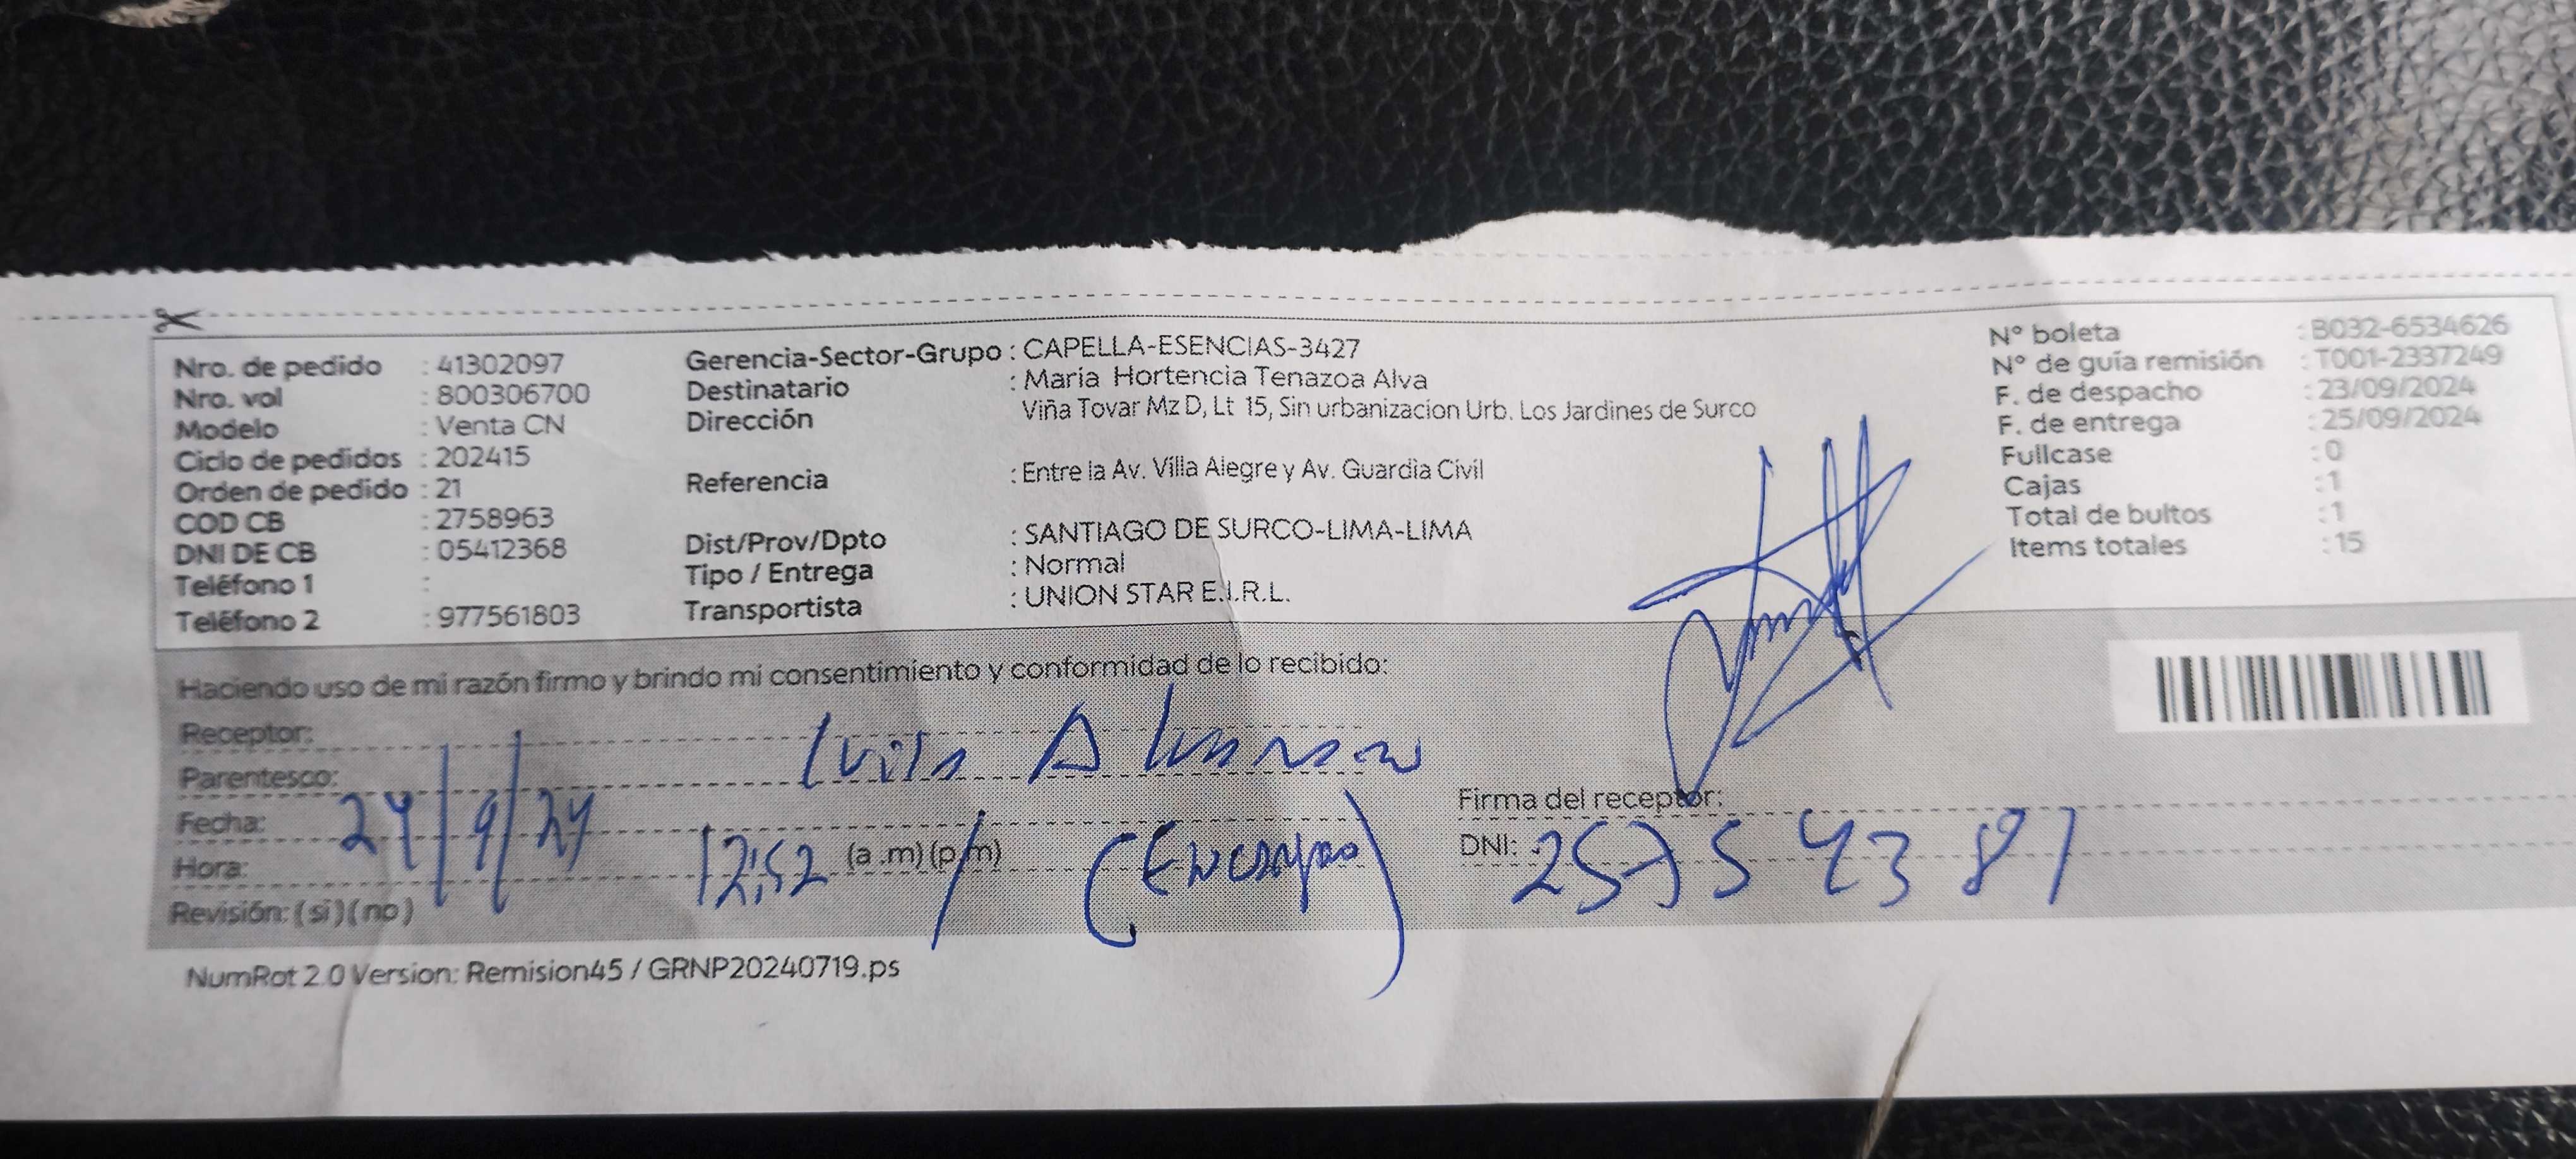 Nro. de pedido : 41302097
Nro. vol : 800306700
Modelo : Venta CN
Ciclo de pedidos : 202415
Orden de pedido : 21
COD CB : 2758963
DNI DE CB : 05412368
Teléfono 1 :
Teléfono 2 : 977561803
Gerencia-Sector-Grupo : CAPELLA-ESENCIAS-3427
Destinatario : Maria Hortencia Tenazoa Alva
Dirección Viña Tovar Mz D, Lt 15, Sin urbanizacion Urb. Los Jardines de Surco
Referencia : Entre la Av. Villa Alegre y Av. Guardia Civil
Dist/Prov/Dpto : SANTIAGO DE SURCO-LIMA-LIMA
Tipo / Entrega : Normal
Transportista : UNION STAR E.I.R.L.
N° boleta : B032-6534626
N° de guía remisión : T001-2337249
F. de despacho : 23/09/2024
F. de entrega : 25/09/2024
Fullcase : 0
Cajas : 1
Total de bultos : 1
Items totales : 15
Haciendo uso de mi razón firmo y brindo mi consentimiento y conformidad de lo recibido:
Receptor:
Luis
Parentesco:
Firma del receptor:
Fecha: 24/9/24
Hora: 12:52 (a .m) (p/m)
DNI: 25754387
Revisión: (si) (no)
NumRot 2.0 Version: Remision45 / GRNP20240719.ps